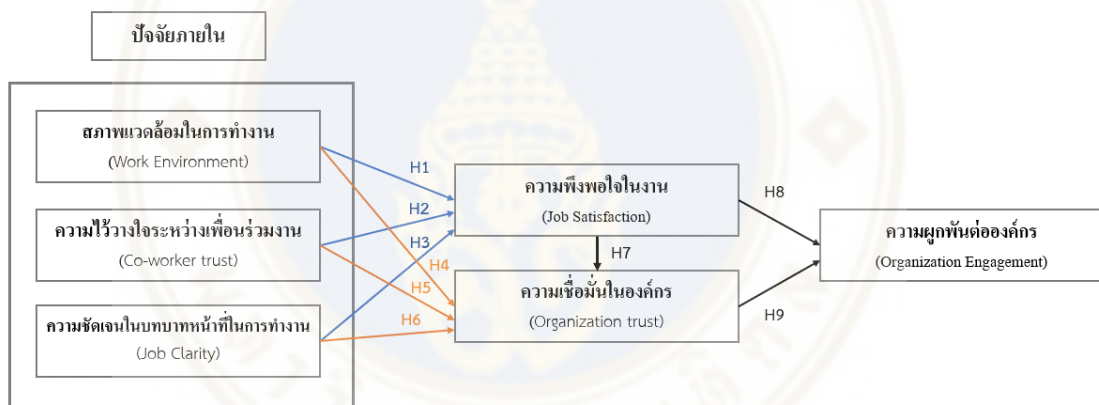 ปัจจัยภายใน
สภาพแวดล้อมในการทำงาน
(Work Environment)
ความไว้วางใจระหว่างเพื่อนร่วมงาน
(Co-worker trust)
ความชัดเจนในบทบาทหน้าที่ในการทำงาน
(Job Clarity)
H1
H2
H3
H4
H5
H6
ความพึงพอใจในงาน
(Job Satisfaction)
H7
ความเชื่อมั่นในองค์กร
(Organization trust)
H8
H9
ความผูกพันต่อองค์กร
(Organization Engagement)